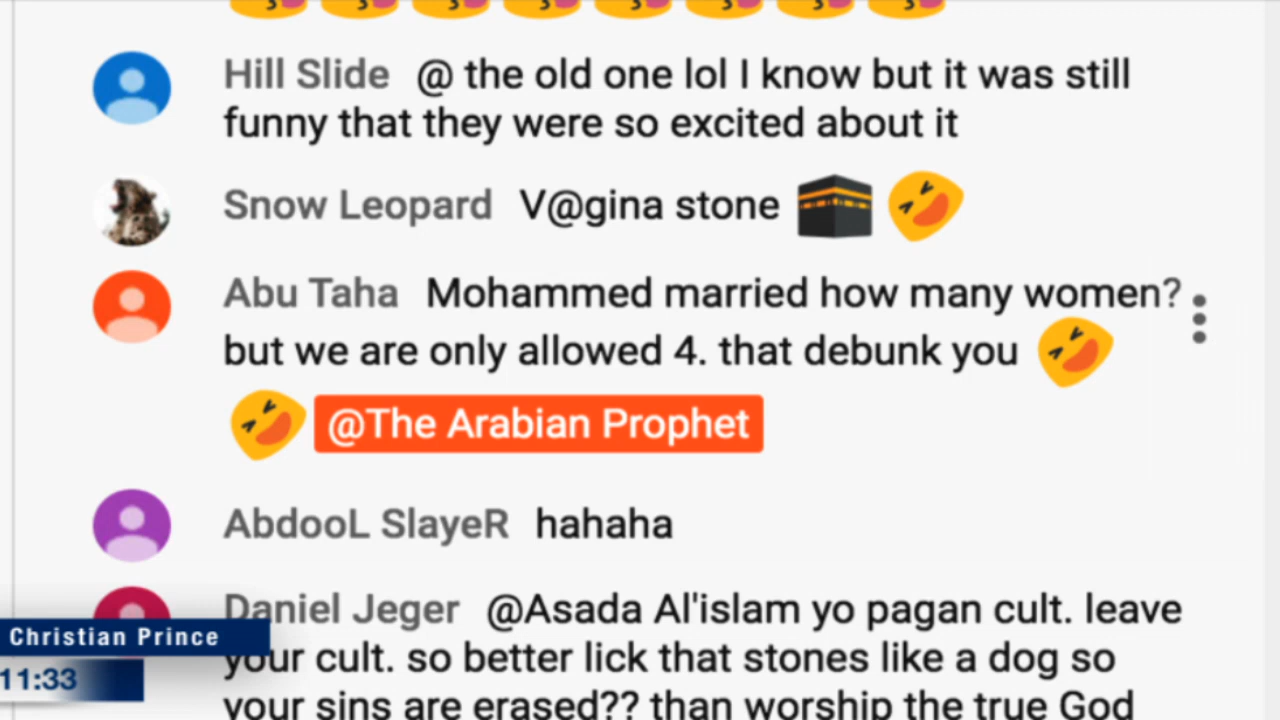 Hill Slide @ the old one lol I know but it was still
funny that they were so excited about it
Snow Leopard V@gina stone 🕋 🤣
Abu Taha Mohammed married how many women?
but we are only allowed 4. that debunk you 🤣
🤣 @The Arabian Prophet
AbdooL SlayeR hahaha
Daniel Jeger @Asada Al'islam yo pagan cult. leave
your cult. so better lick that stones like a dog so
your sins are erased?? than worship the true God
Christian Prince
11:33